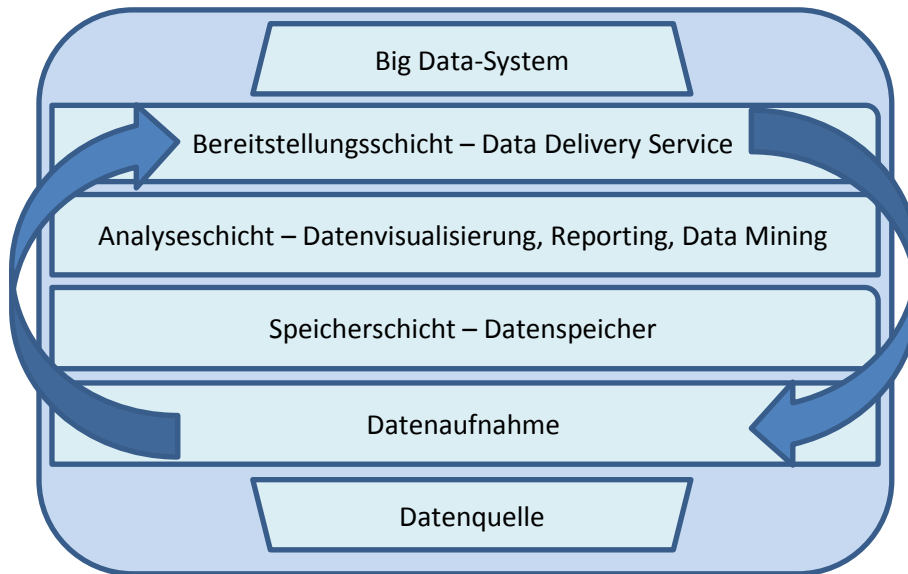 Big Data-System
Bereitstellungsschicht – Data Delivery Service
Analyseschicht – Datenvisualisierung, Reporting, Data Mining
Speicherschicht – Datenspeicher
Datenaufnahme
Datenquelle